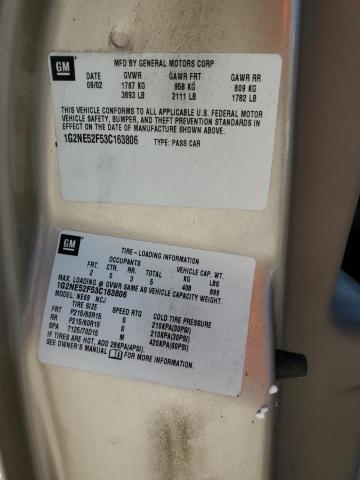 GM
MFD BY GENERAL MOTORS CORP
DATE GVWR GAWR FRT GAWR RR
09/02 1767 KG 958 KG 809 KG
3893 LB 2111 LB 1782 LB
THIS VEHICLE CONFORMS TO ALL APPLICABLE U.S. FEDERAL MOTOR
VEHICLE SAFETY, BUMPER, AND THEFT PREVENTION STANDARDS IN
EFFECT ON THE DATE OF MANUFACTURE SHOWN ABOVE.
1G2NE52F53C163806 TYPE: PASS CAR
GM
TIRE-LOADING INFORMATION
OCCUPANTS VEHICLE CAP. WT.
FRT. CTR. RR. TOTAL KG LB
2 0 3 5 408 899
MAX. LOADING @ GVWR SAME AS VEHICLE CAPACITY WEIGHT.
1G2NE52F53C163806
MODEL: NE69 NCJ
TIRE SIZE SPEED RTG COLD TIRE PRESSURE
FRT P215/60R15 S 210KPA(30PSI)
RR P215/60R15 S 210KPA(30PSI)
SPA T125/70D15 M 420KPA(60PSI)
IF TIRES ARE HOT, ADD 28KPA(4PSI)
SEE OWNER'S MANUAL FOR MORE INFORMATION.